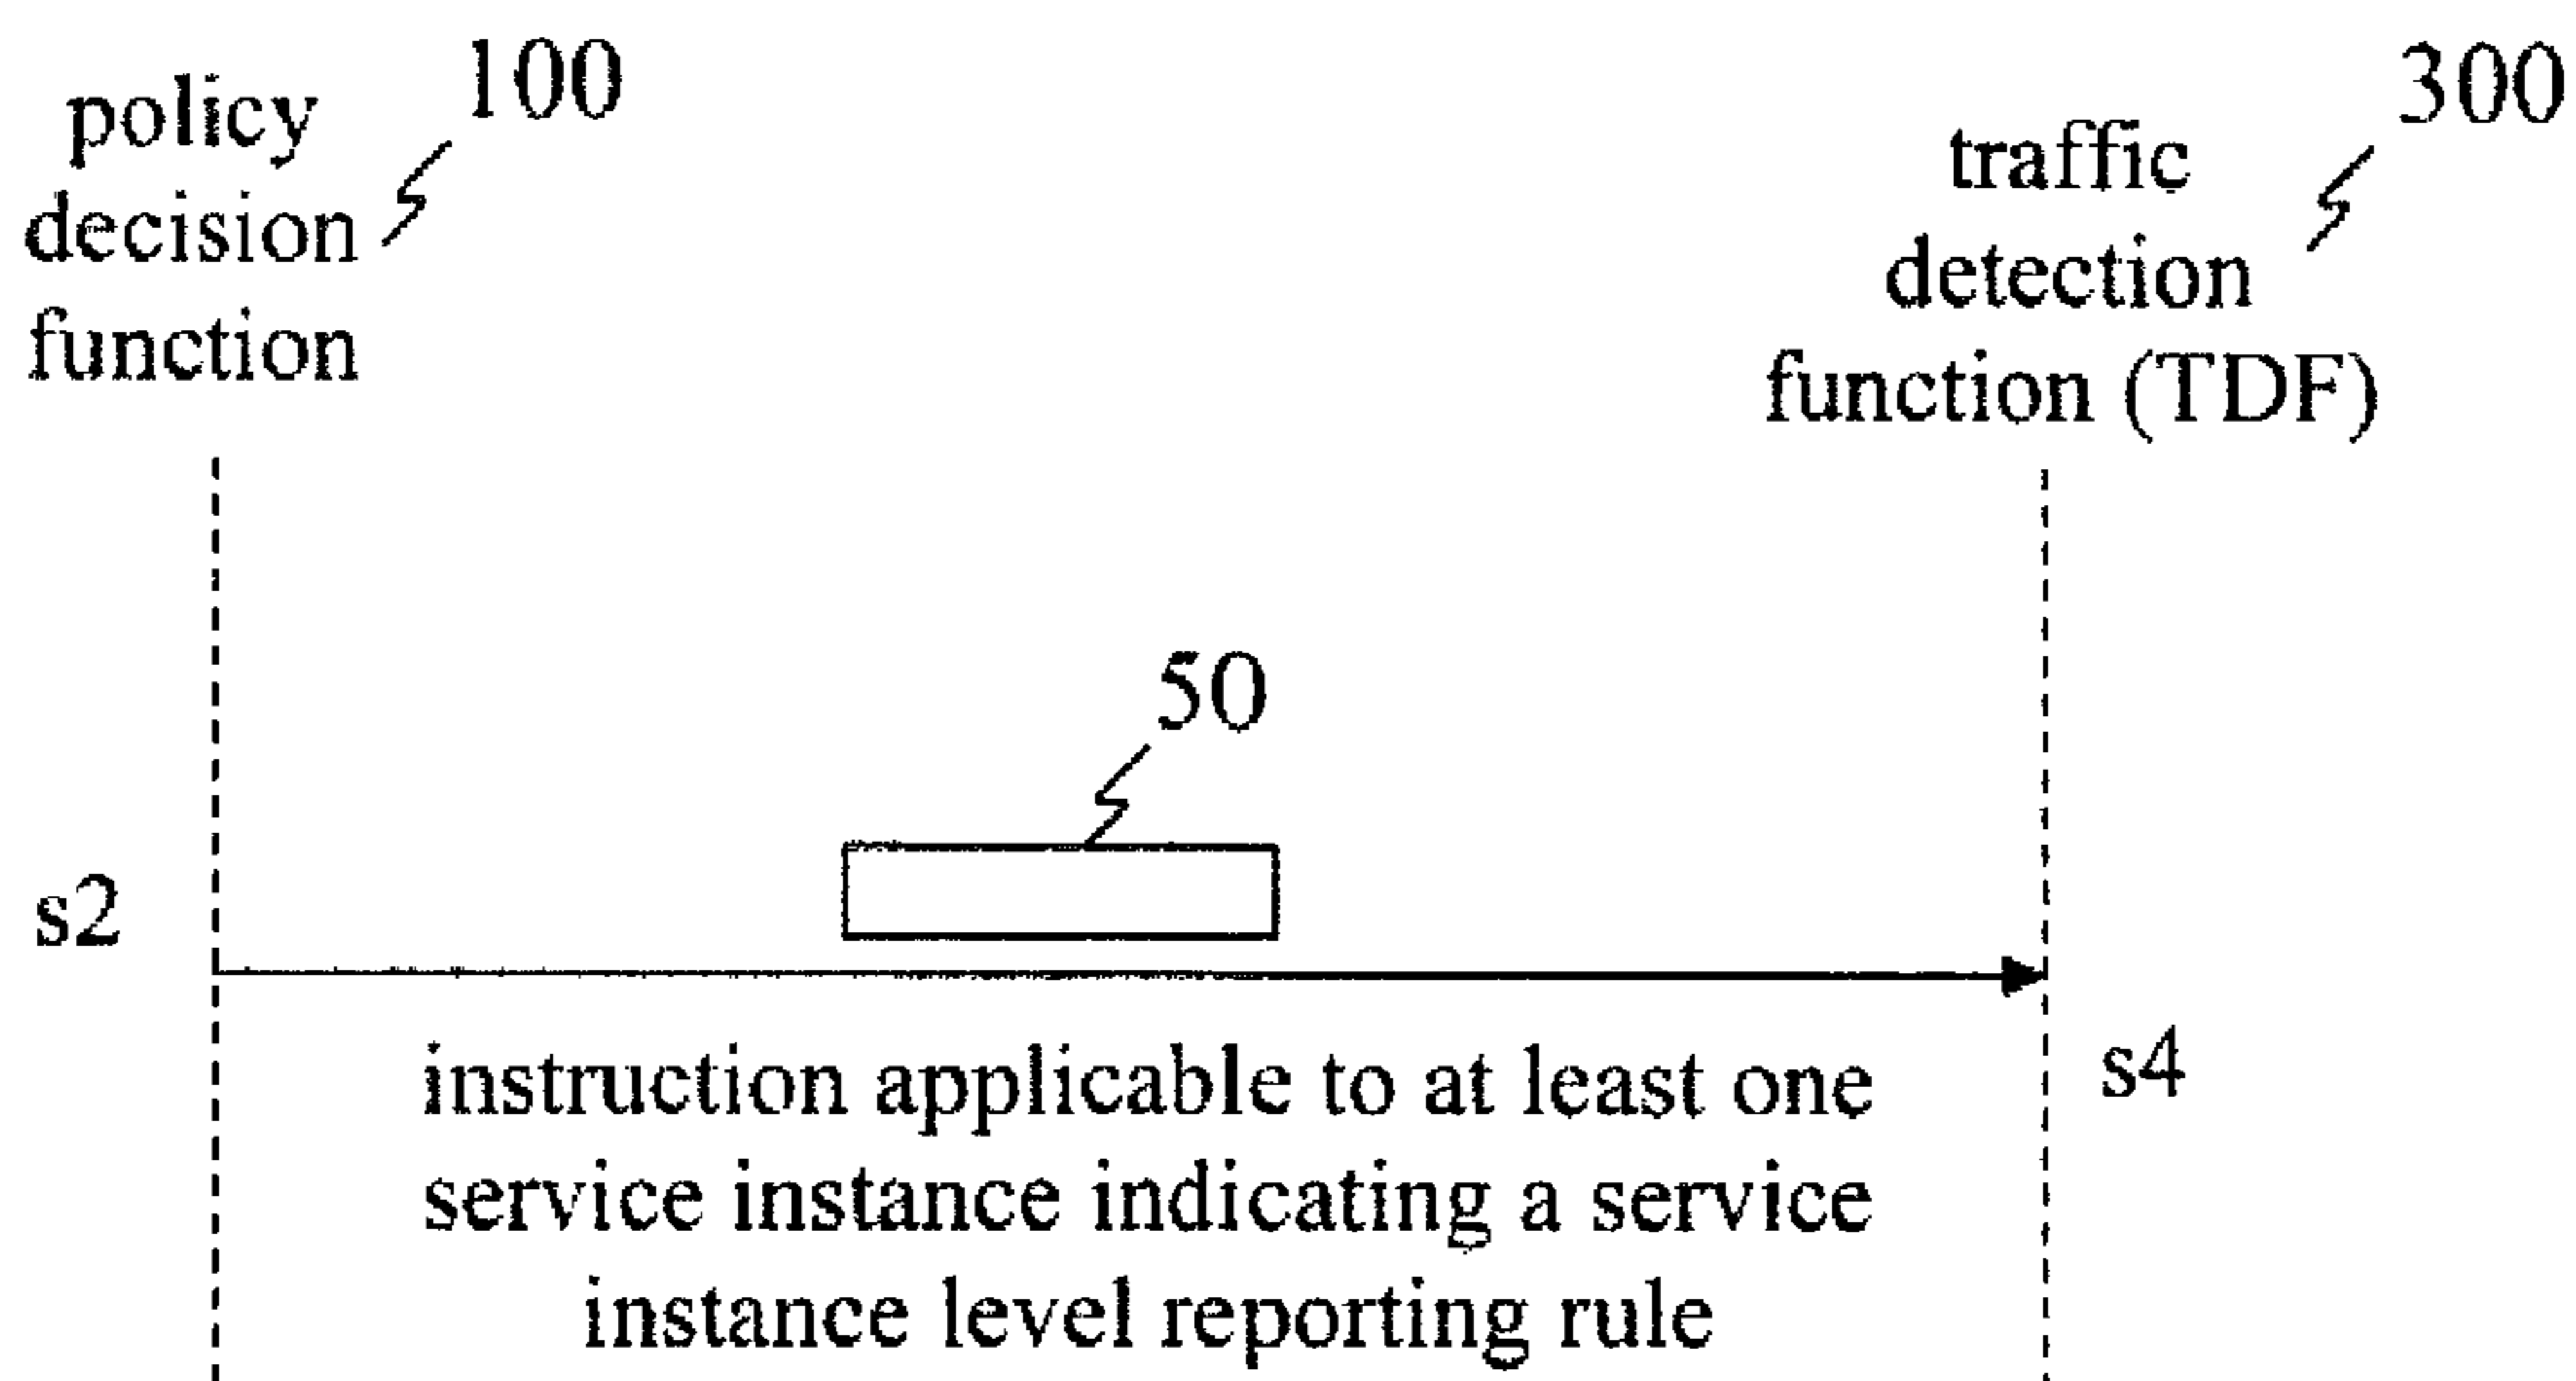 policy
decision
function
100
traffic
detection
function (TDF)
300
50
s2
s4
instruction applicable to at least one
service instance indicating a service
instance level reporting rule